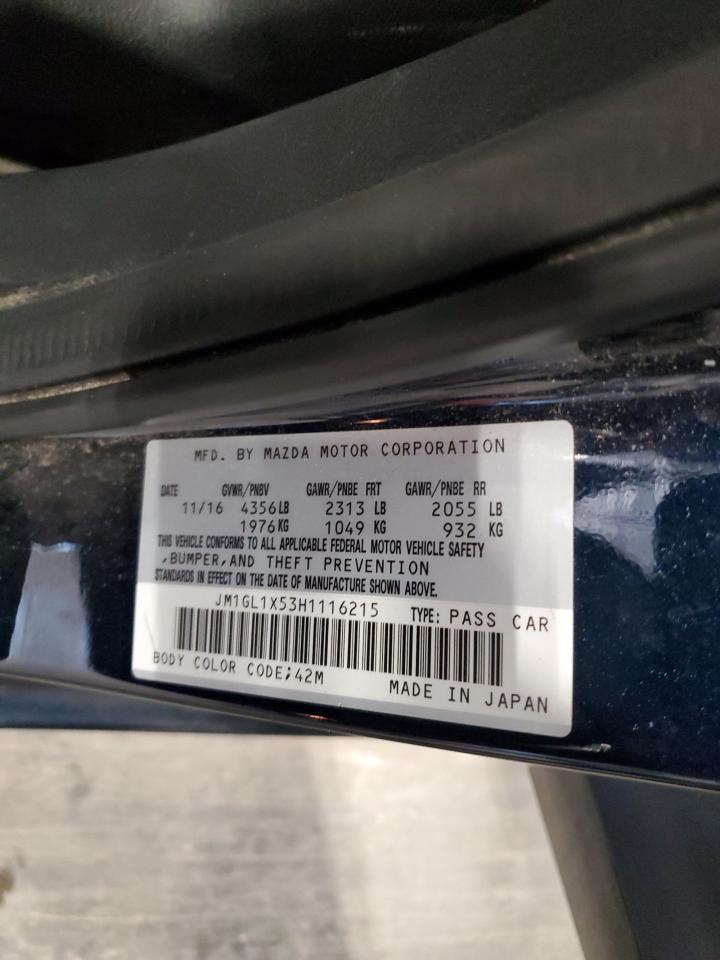 MFD. BY MAZDA MOTOR CORPORATION
DATE GVWR/PNBV GAWR/PNBE FRT GAWR/PNBE RR
11/16 4356LB 2313 LB 2055 LB
1976KG 1049 KG 932 KG
THIS VEHICLE CONFORMS TO ALL APPLICABLE FEDERAL MOTOR VEHICLE SAFETY
,BUMPER,AND THEFT PREVENTION
STANDARDS IN EFFECT ON THE DATE OF MANUFACTURE SHOWN ABOVE.
JM1GL1X53H1116215 TYPE: PASS CAR
BODY COLOR CODE;42M MADE IN JAPAN